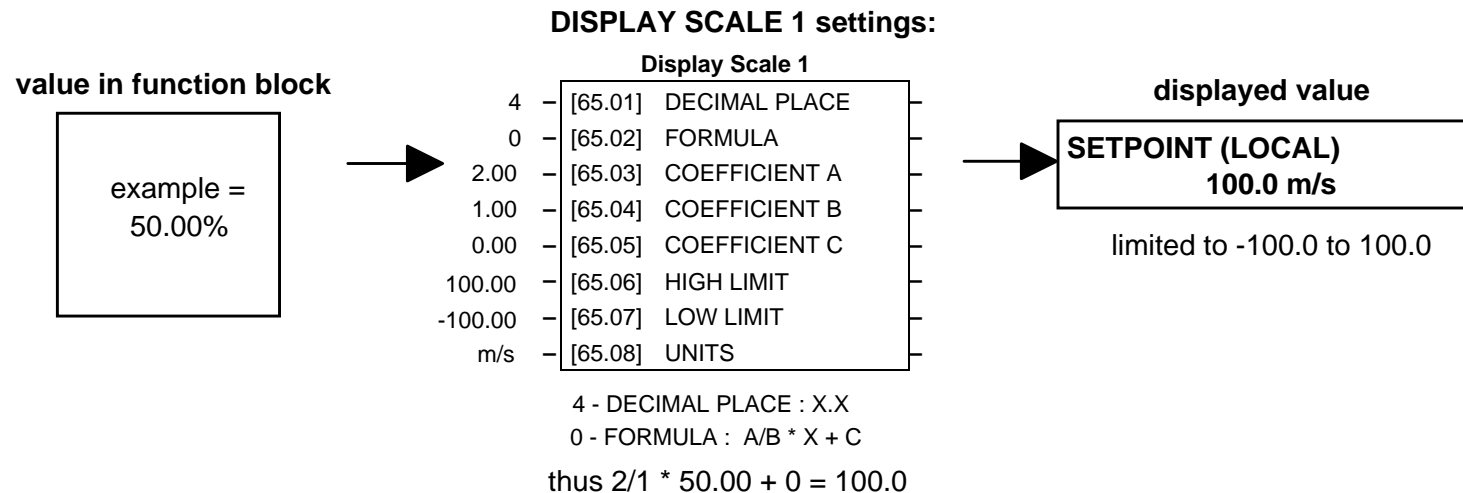 DISPLAY SCALE 1 settings:
value in function block
example =
50.00%
Display Scale 1
4 [65.01] DECIMAL PLACE
0 [65.02] FORMULA
2.00 [65.03] COEFFICIENT A
1.00 [65.04] COEFFICIENT B
0.00 [65.05] COEFFICIENT C
100.00 [65.06] HIGH LIMIT
-100.00 [65.07] LOW LIMIT
m/s [65.08] UNITS
4 - DECIMAL PLACE : X.X
0 - FORMULA : A/B * X + C
thus 2/1 * 50.00 + 0 = 100.0
displayed value
SETPOINT (LOCAL)
100.0 m/s
limited to -100.0 to 100.0